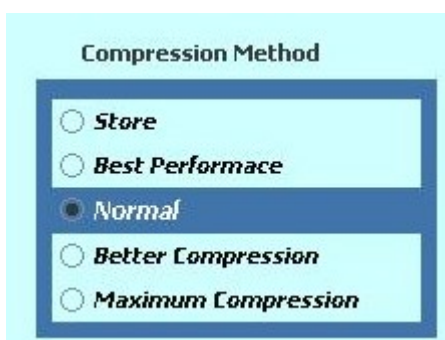 Compression Method
Store
Best Performace
Normal
Better Compression
Maximum Compression